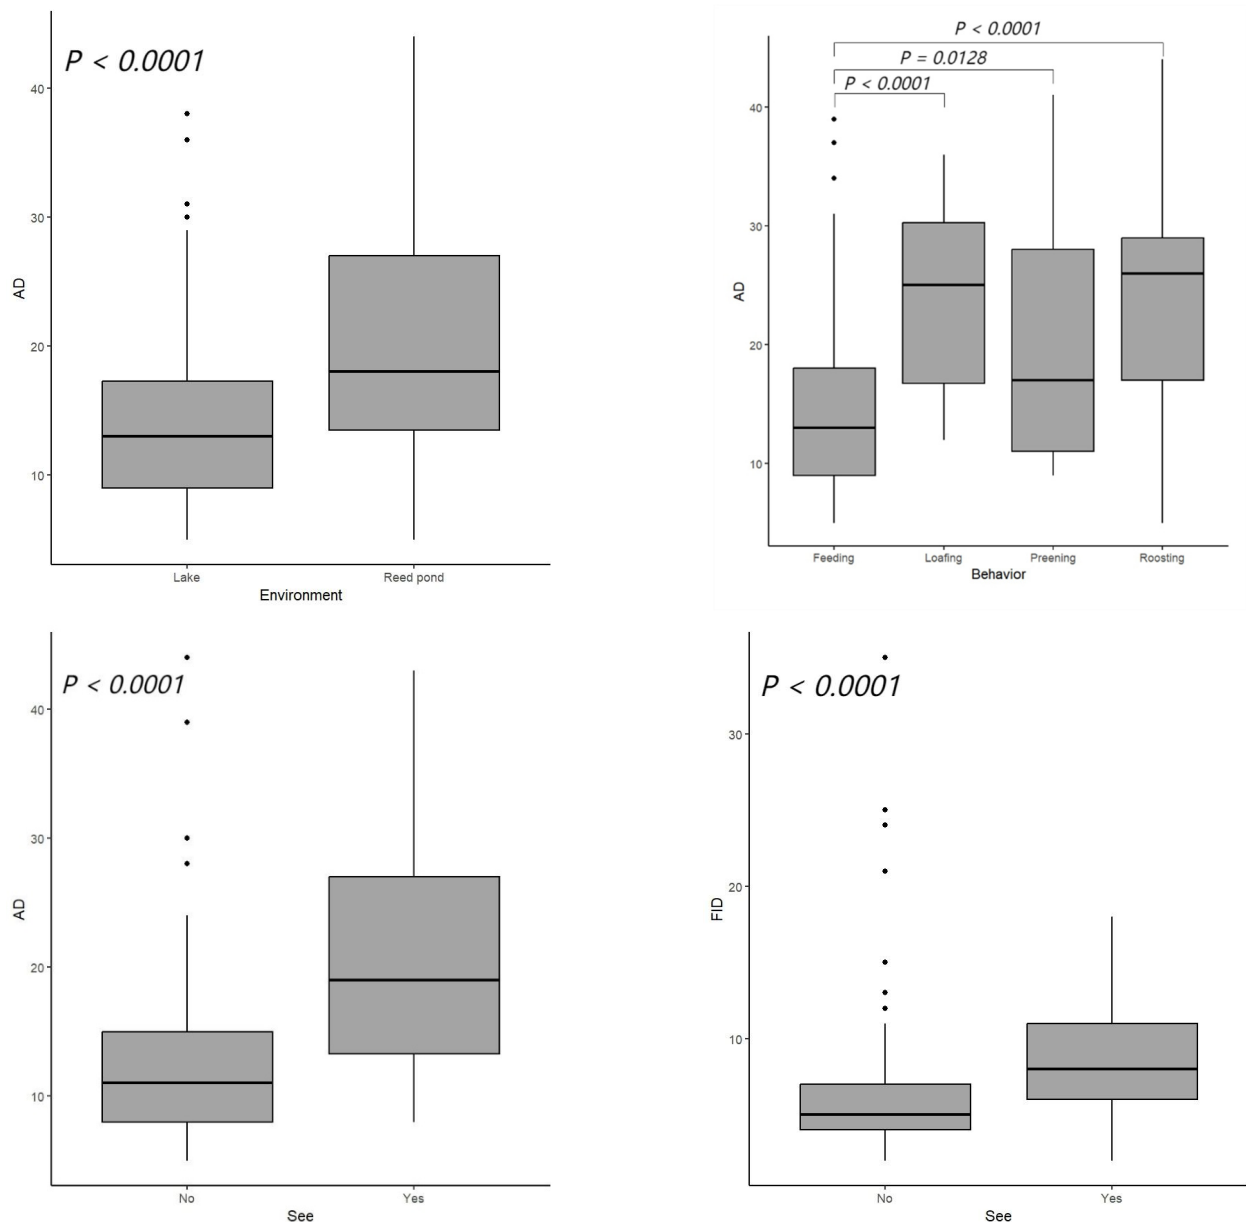 P < 0.0001
40
30
20
10
AD
Lake
Reed pond
Environment
P < 0.0001
P = 0.0128
P < 0.0001
40
30
20
10
AD
Feeding
Loafing
Preening
Roosting
Behavior
P < 0.0001
40
30
20
10
AD
No
Yes
See
P < 0.0001
30
20
10
FID
No
Yes
See